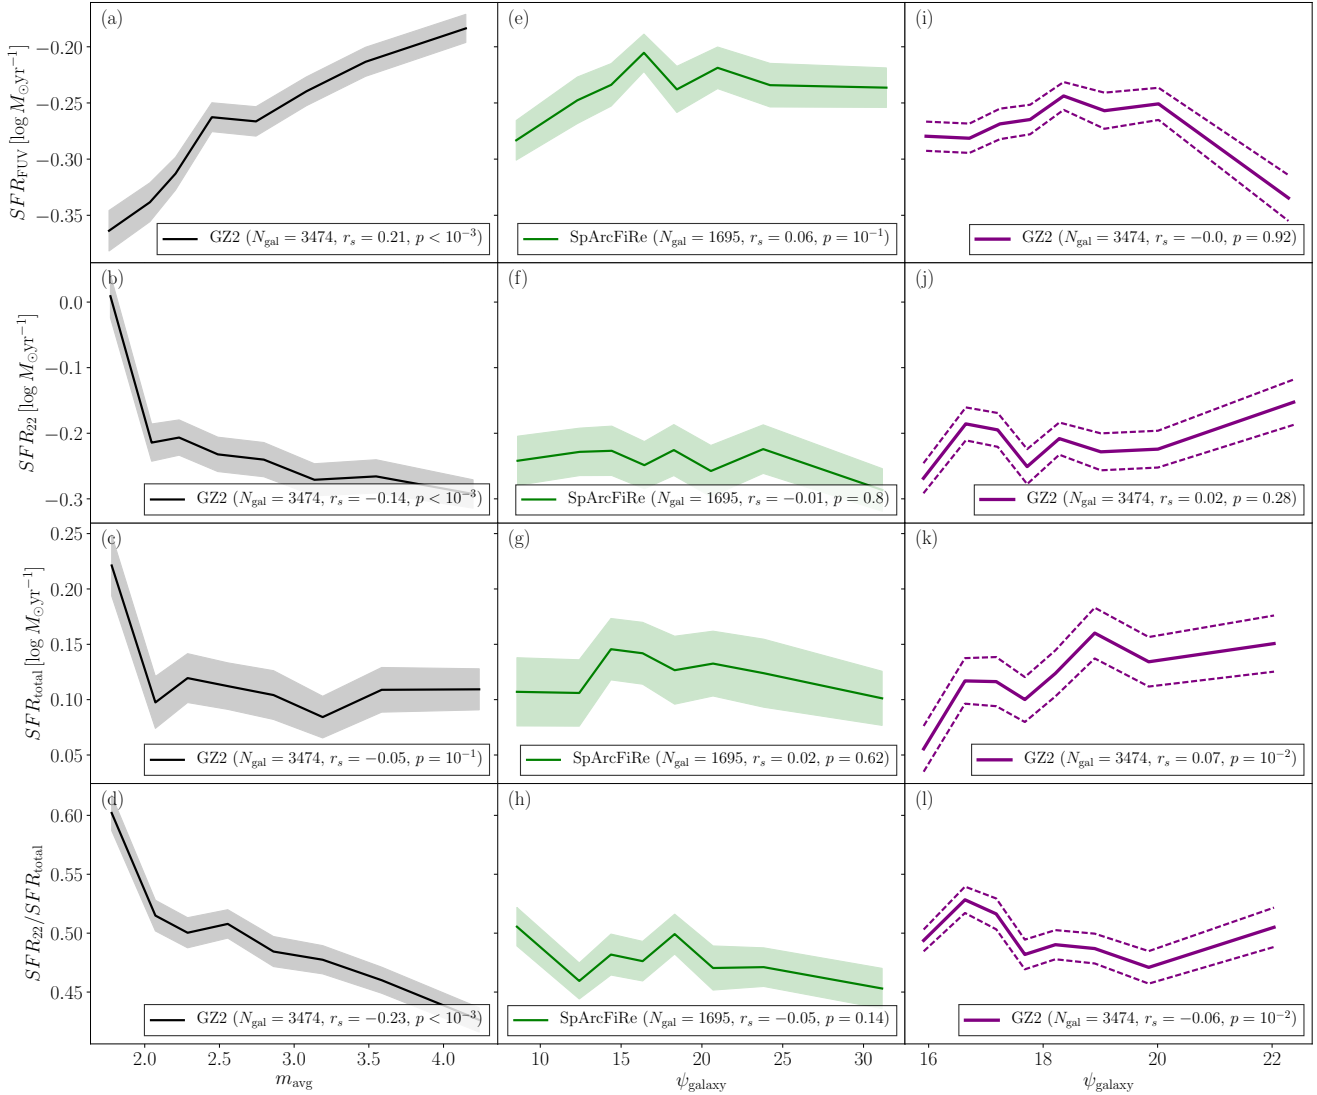 (a)
(e)
(i)
−0.20
−0.25
−0.30
−0.35
SFR_FUV [log M_⊙yr⁻¹]
GZ2 (N_gal = 3474, r_s = 0.21, p < 10⁻³)
SpArcFiRe (N_gal = 1695, r_s = 0.06, p = 10⁻¹)
GZ2 (N_gal = 3474, r_s = −0.0, p = 0.92)
(b)
(f)
(j)
0.0
−0.1
−0.2
−0.3
SFR_22 [log M_⊙yr⁻¹]
GZ2 (N_gal = 3474, r_s = −0.14, p < 10⁻³)
SpArcFiRe (N_gal = 1695, r_s = −0.01, p = 0.8)
GZ2 (N_gal = 3474, r_s = 0.02, p = 0.28)
(c)
(g)
(k)
0.25
0.20
0.15
0.10
0.05
SFR_total [log M_⊙yr⁻¹]
GZ2 (N_gal = 3474, r_s = −0.05, p = 10⁻¹)
SpArcFiRe (N_gal = 1695, r_s = 0.02, p = 0.62)
GZ2 (N_gal = 3474, r_s = 0.07, p = 10⁻²)
(d)
(h)
(l)
0.60
0.55
0.50
0.45
SFR_22/SFR_total
GZ2 (N_gal = 3474, r_s = −0.23, p < 10⁻³)
SpArcFiRe (N_gal = 1695, r_s = −0.05, p = 0.14)
GZ2 (N_gal = 3474, r_s = −0.06, p = 10⁻²)
2.0 2.5 3.0 3.5 4.0
10 15 20 25 30
16 18 20 22
m_avg
ψ_galaxy
ψ_galaxy